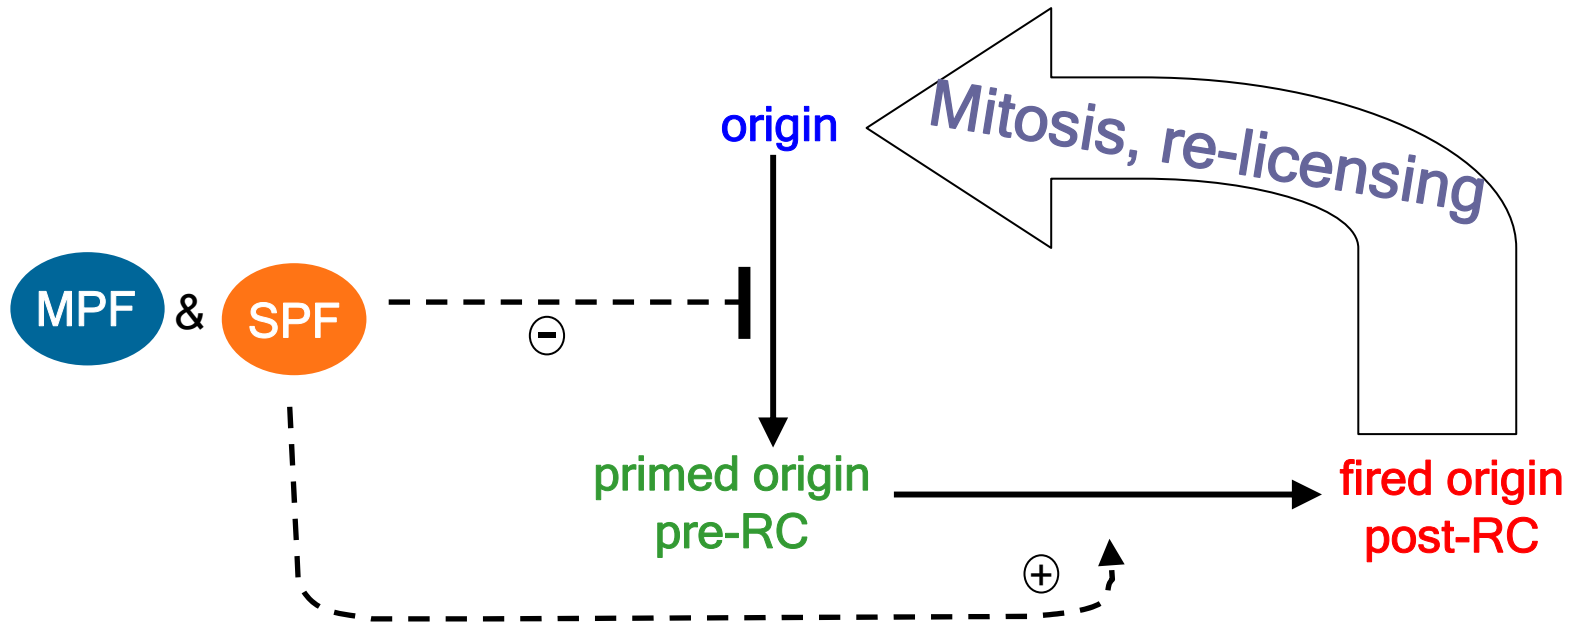 Mitosis, re-licensing
origin
MPF & SPF
−
primed origin
pre-RC
fired origin
post-RC
+